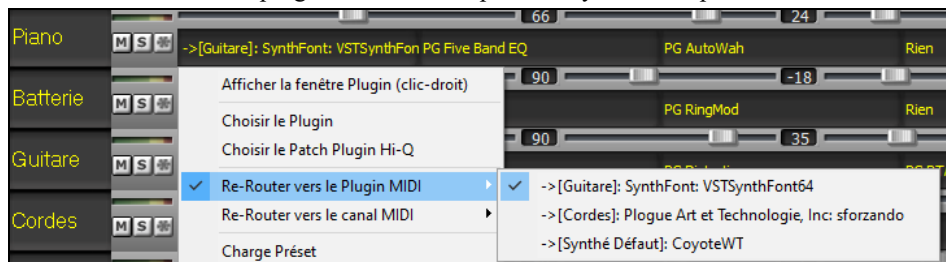 66 24
Piano M S ->[Guitare]: SynthFont: VSTSynthFon PG Five Band EQ PG AutoWah Rien
Afficher la fenêtre Plugin (clic-droit)
90 -18
Batterie M S PG RingMod Rien
Choisir le Plugin
Choisir le Patch Plugin Hi-Q
90 35
Guitare M S
Re-Router vers le Plugin MIDI ->[Guitare]: SynthFont: VSTSynthFont64
Cordes M S Re-Router vers le canal MIDI ->[Cordes]: Plogue Art et Technologie, Inc: sforzando
->[Synthé Défaut]: CoyoteWT
Charge Préset